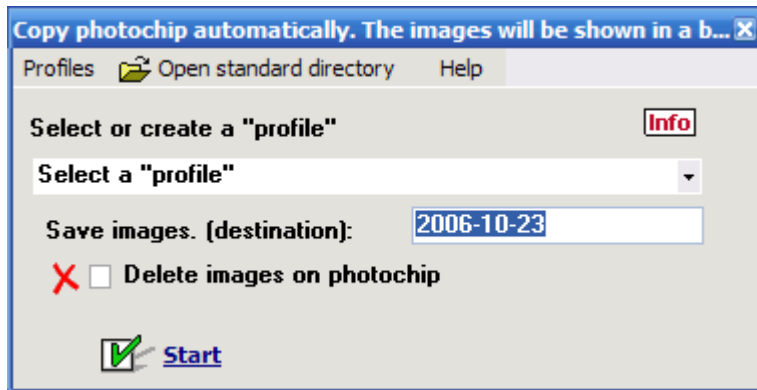 Copy photochip automatically. The images will be shown in a b...
Profiles Open standard directory Help
Select or create a "profile" Info
Select a "profile"
Save images. (destination): 2006-10-23
Delete images on photochip
Start